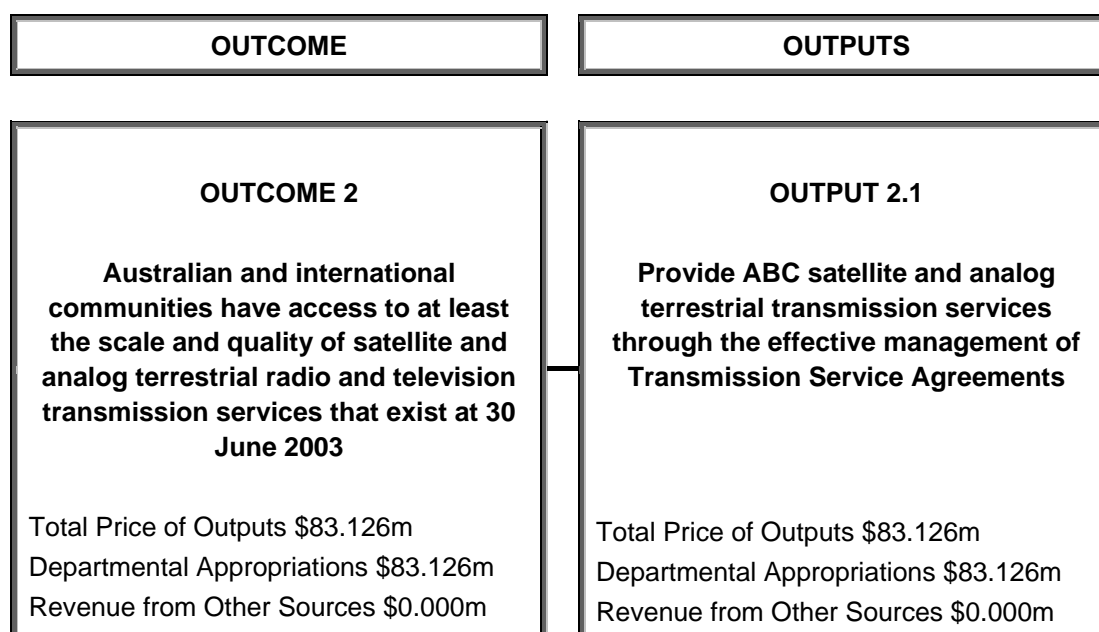 OUTCOME
OUTPUTS
OUTCOME 2
Australian and international
communities have access to at least
the scale and quality of satellite and
analog terrestrial radio and television
transmission services that exist at 30
June 2003
Total Price of Outputs $83.126m
Departmental Appropriations $83.126m
Revenue from Other Sources $0.000m
OUTPUT 2.1
Provide ABC satellite and analog
terrestrial transmission services
through the effective management of
Transmission Service Agreements
Total Price of Outputs $83.126m
Departmental Appropriations $83.126m
Revenue from Other Sources $0.000m